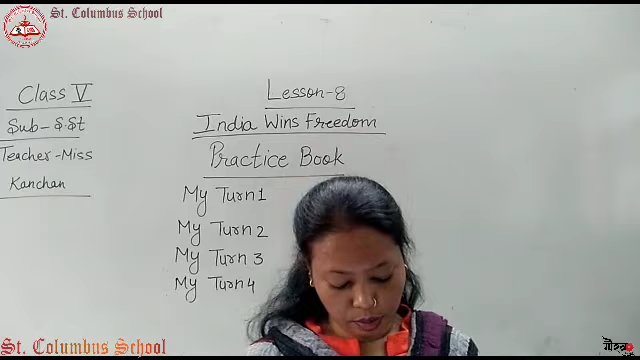 St. Columbus School
Class V
Sub- S.St
Teacher-Miss
Kanchan
Lesson-8
India Wins Freedom
Practice Book
My Turn 1
My Turn 2
My Turn 3
My Turn 4
St. Columbus School